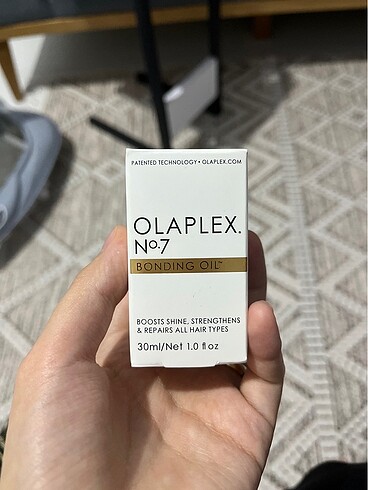 PATENTED TECHNOLOGY • OLAPLEX.COM
OLAPLEX.
Nº.7
BONDING OIL™
BOOSTS SHINE, STRENGTHENS
& REPAIRS ALL HAIR TYPES
30ml/Net 1.0 fl oz